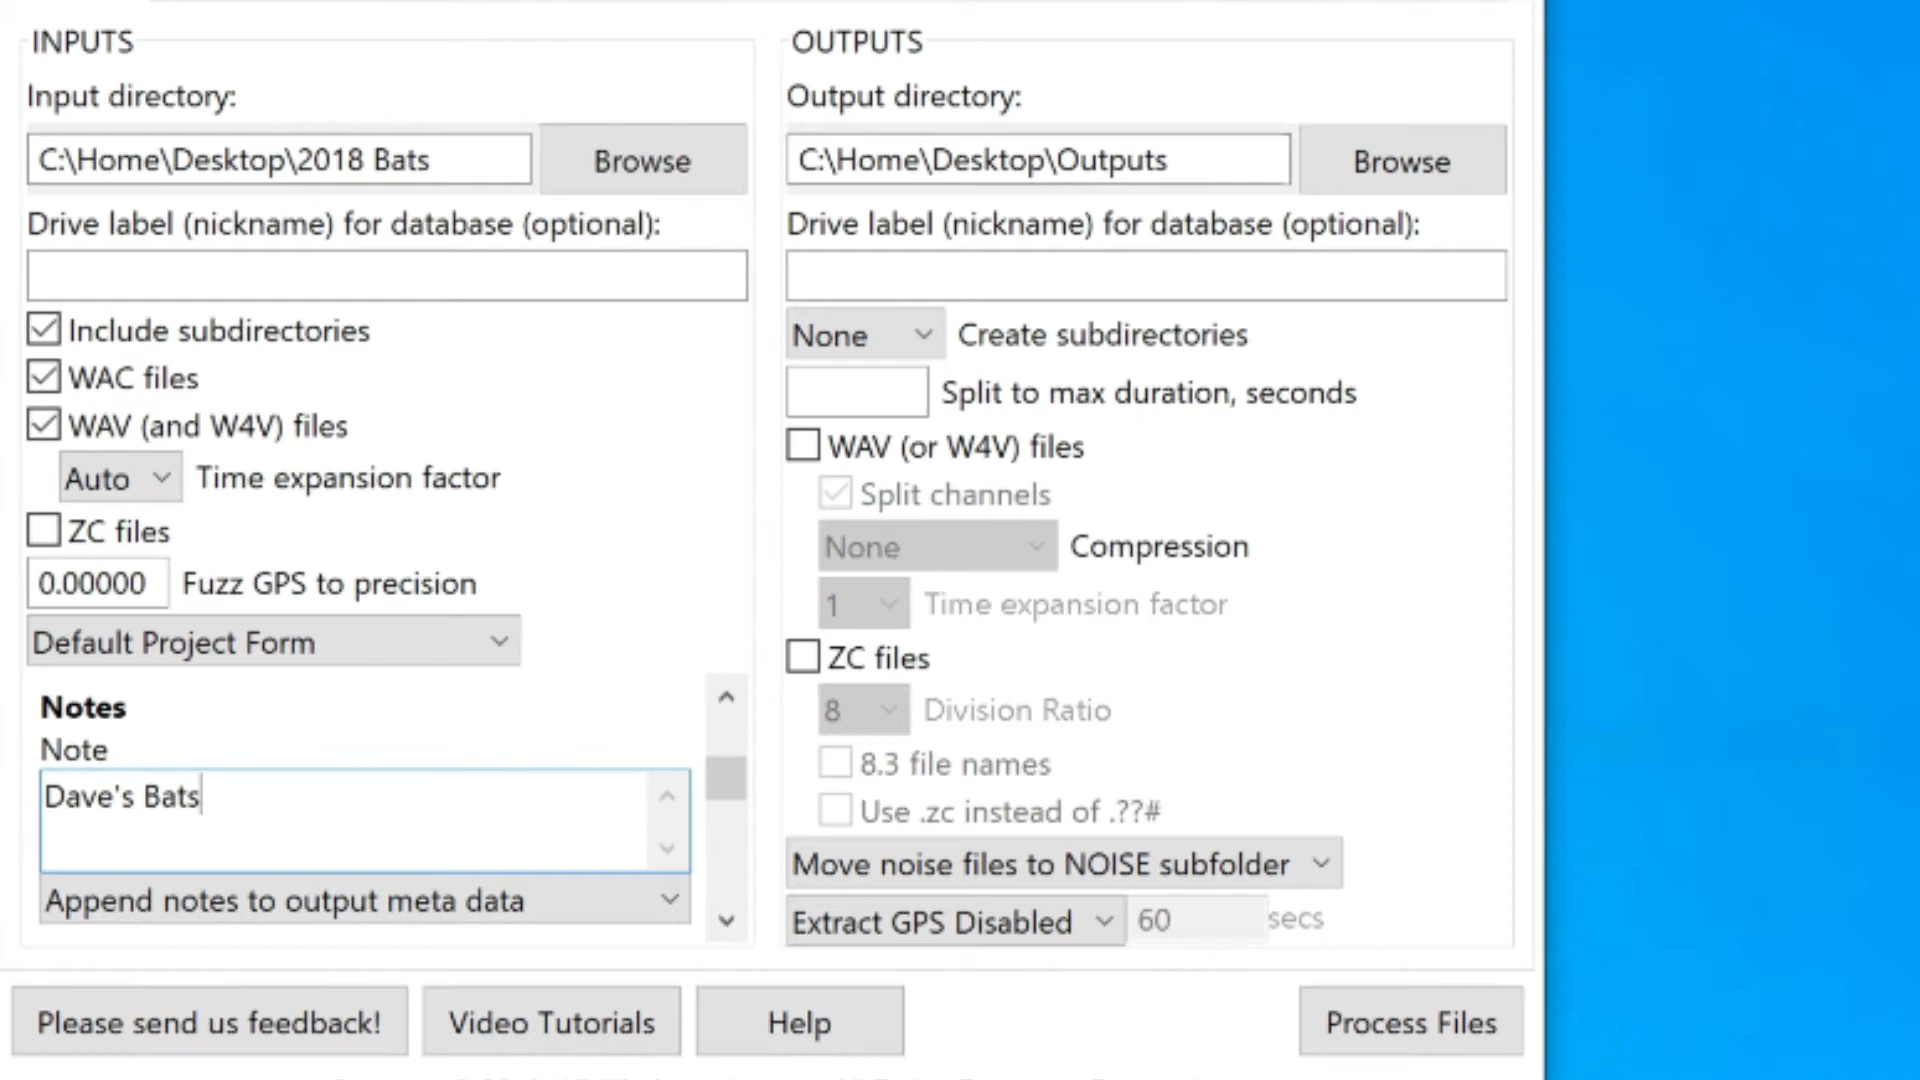 INPUTS
Input directory:
C:\Home\Desktop\2018 Bats
Browse
Drive label (nickname) for database (optional):
Include subdirectories
WAC files
WAV (and W4V) files
Auto
Time expansion factor
ZC files
0.00000
Fuzz GPS to precision
Default Project Form
Notes
Note
Dave's Bats
Append notes to output meta data
OUTPUTS
Output directory:
C:\Home\Desktop\Outputs
Browse
Drive label (nickname) for database (optional):
None
Create subdirectories
Split to max duration, seconds
WAV (or W4V) files
Split channels
None
Compression
1
Time expansion factor
ZC files
8
Division Ratio
8.3 file names
Use .zc instead of .??#
Move noise files to NOISE subfolder
Extract GPS Disabled
60
secs
Please send us feedback!
Video Tutorials
Help
Process Files